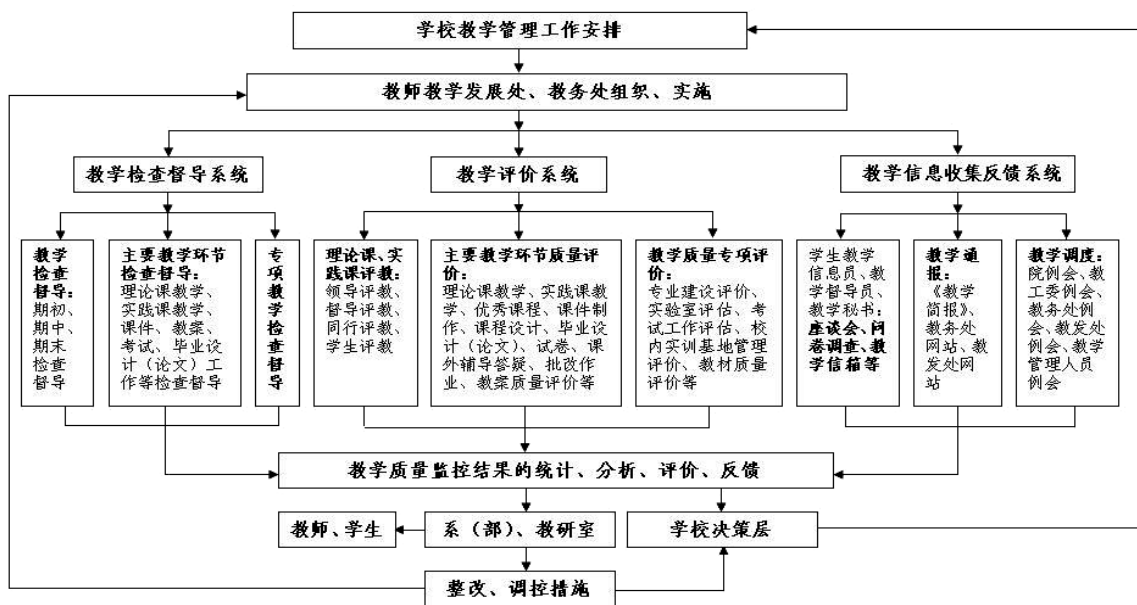 学校教学管理工作安排
教师教学发展处、教务处组织、实施
教学检查督导系统
教学评价系统
教学信息收集反馈系统
教学
检查
督导：
期初、
期中、
期末
检查
督导
主要教学环节
检查督导：
理论课教学、
实践课教学、
课件、教案、
考试、毕业设
计（论文）工
作等检查督导
专
项
教
学
检
查
督
导
理论课、实
践课评教：
领导评教、
督导评教、
同行评教、
学生评教
主要教学环节质量评
价：
理论课教学、实践课教
学、优秀课程、课件制
作、课程设计、毕业设
计（论文）、试卷、课
外辅导答疑、批改作
业、教案质量评价等
教学质量专项评
价：
专业建设评价、
实验室评估、考
试工作评估、校
内实训基地管理
评价、教材质量
评价等
学生教学
信息员、教
学督导员、
教学秘书：
座谈会、问
卷调查、教
学信箱等
教学通
报：
《教学
简报》、
教务处
网站、教
发处网
站
教学调度：
院例会、教
工委例会、
教务处例
会、教发处
例会、教学
管理人员
例会
教学质量监控结果的统计、分析、评价、反馈
教师、学生
系（部）、教研室
学校决策层
整改、调控措施